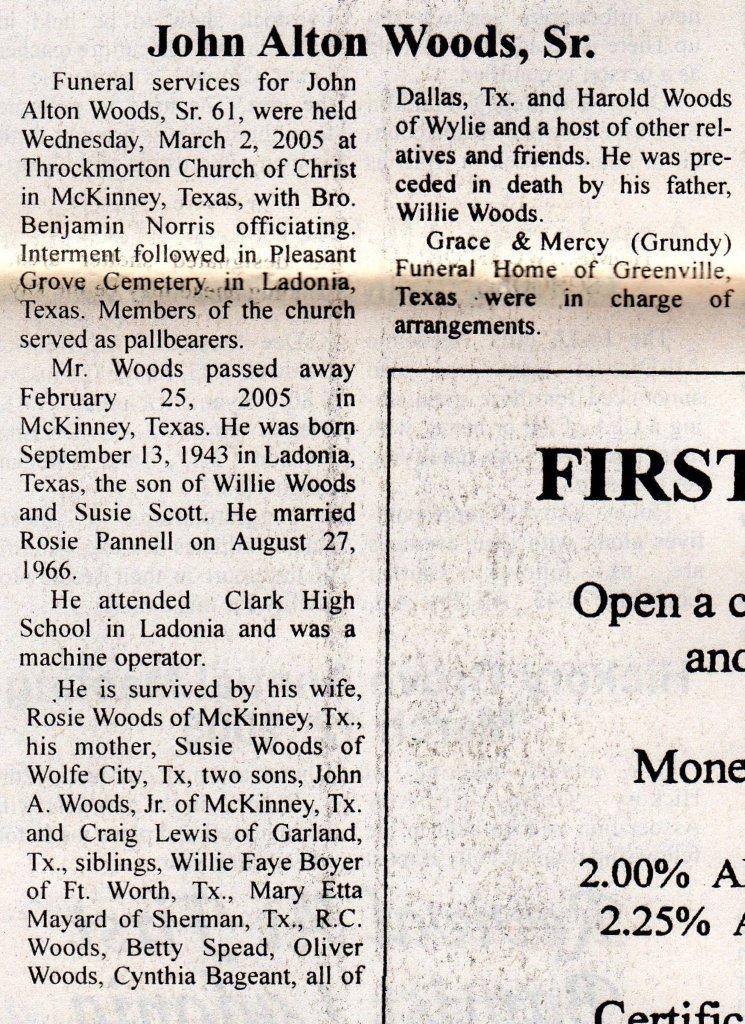 John Alton Woods, Sr.
Funeral services for John
Alton Woods, Sr. 61, were held
Wednesday, March 2, 2005 at
Throckmorton Church of Christ
in McKinney, Texas, with Bro.
Benjamin Norris officiating.
Interment followed in Pleasant
Grove Cemetery in Ladonia,
Texas. Members of the church
served as pallbearers.
Mr. Woods passed away
February 25, 2005 in
McKinney, Texas. He was born
September 13, 1943 in Ladonia,
Texas, the son of Willie Woods
and Susie Scott. He married
Rosie Pannell on August 27,
1966.
He attended Clark High
School in Ladonia and was a
machine operator.
He is survived by his wife,
Rosie Woods of McKinney, Tx.,
his mother, Susie Woods of
Wolfe City, Tx, two sons, John
A. Woods, Jr. of McKinney, Tx.
and Craig Lewis of Garland,
Tx., siblings, Willie Faye Boyer
of Ft. Worth, Tx., Mary Etta
Mayard of Sherman, Tx., R.C.
Woods, Betty Spead, Oliver
Woods, Cynthia Bageant, all of
Dallas, Tx. and Harold Woods
of Wylie and a host of other rel-
atives and friends. He was pre-
ceded in death by his father,
Willie Woods.
Grace & Mercy (Grundy)
Funeral Home of Greenville,
Texas were in charge of
arrangements.
FIRST
Open a c
and
Mone
2.00% A
2.25% A
Certific